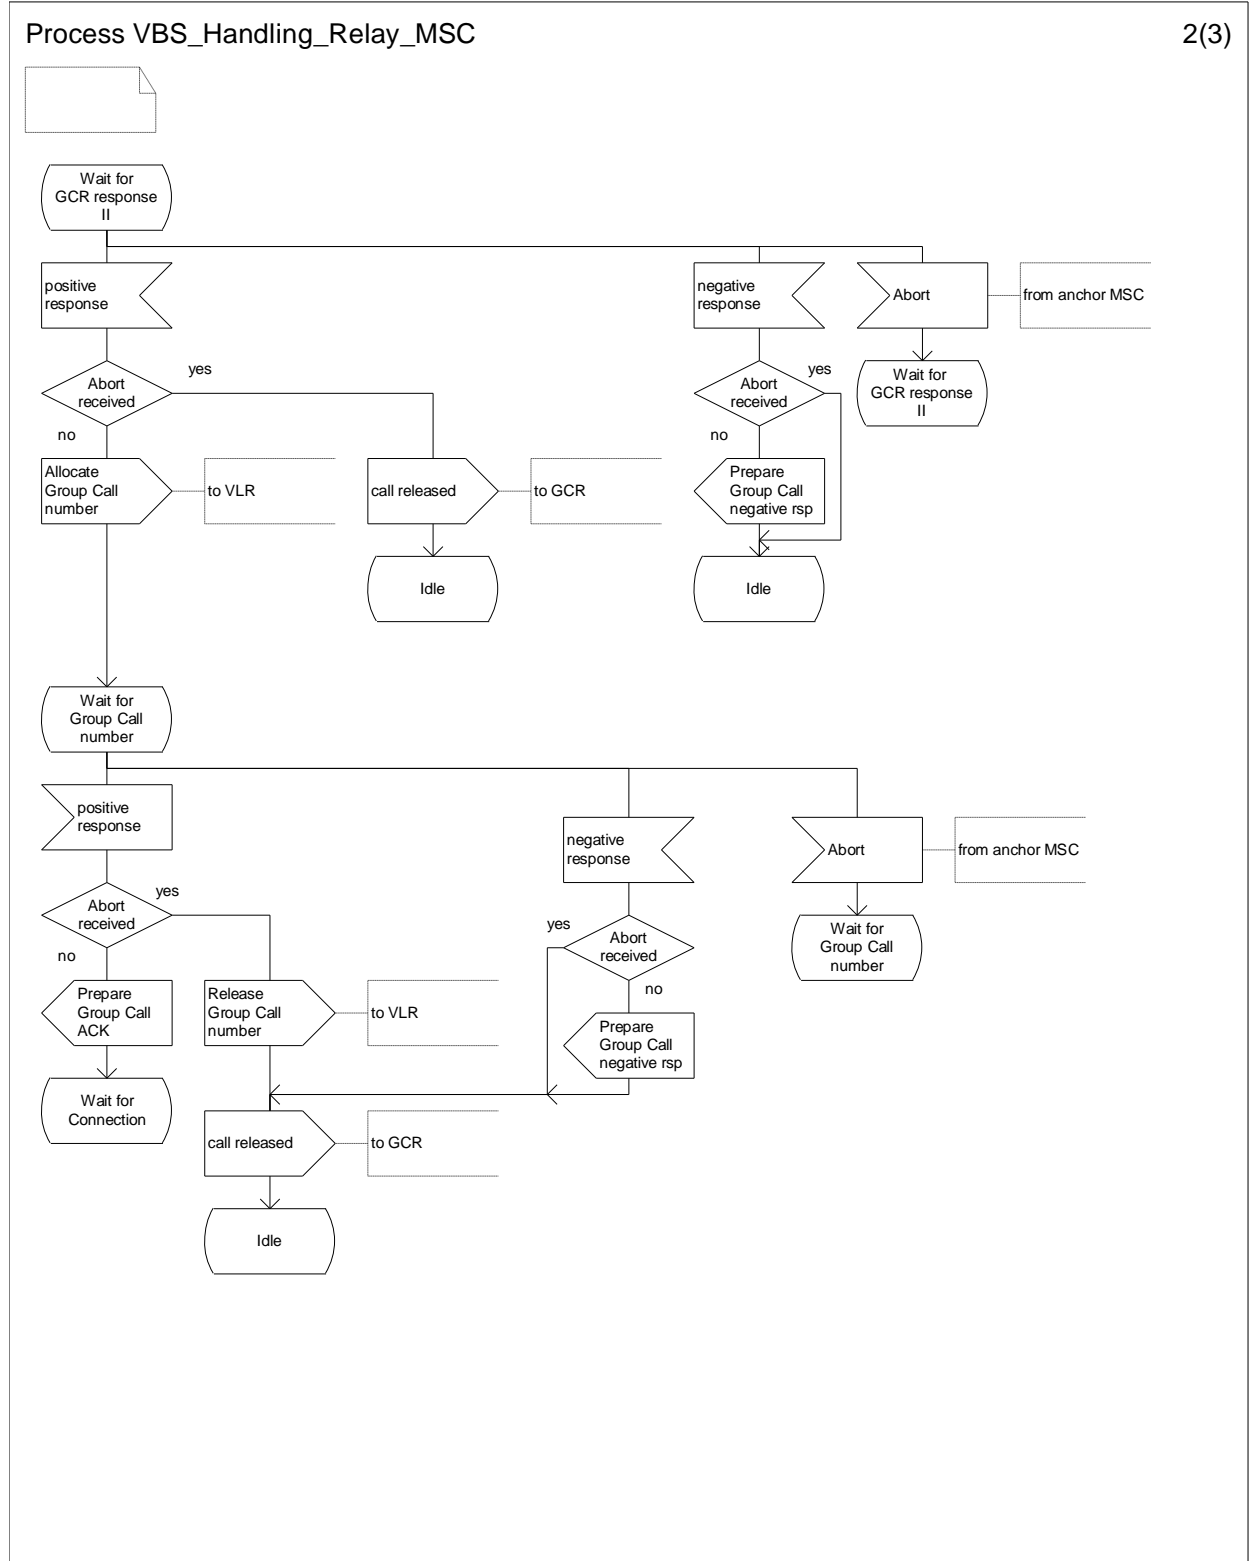 Process VBS_Handling_Relay_MSC
2(3)
Wait for
GCR response
II
positive
response
negative
response
Abort
from anchor MSC
Abort
received
yes
no
Abort
received
yes
no
Wait for
GCR response
II
Allocate
Group Call
number
to VLR
call released
to GCR
Prepare
Group Call
negative rsp
Idle
Idle
Wait for
Group Call
number
positive
response
negative
response
Abort
from anchor MSC
Abort
received
yes
no
Abort
received
yes
no
Wait for
Group Call
number
Prepare
Group Call
ACK
Release
Group Call
number
to VLR
Prepare
Group Call
negative rsp
Wait for
Connection
call released
to GCR
Idle